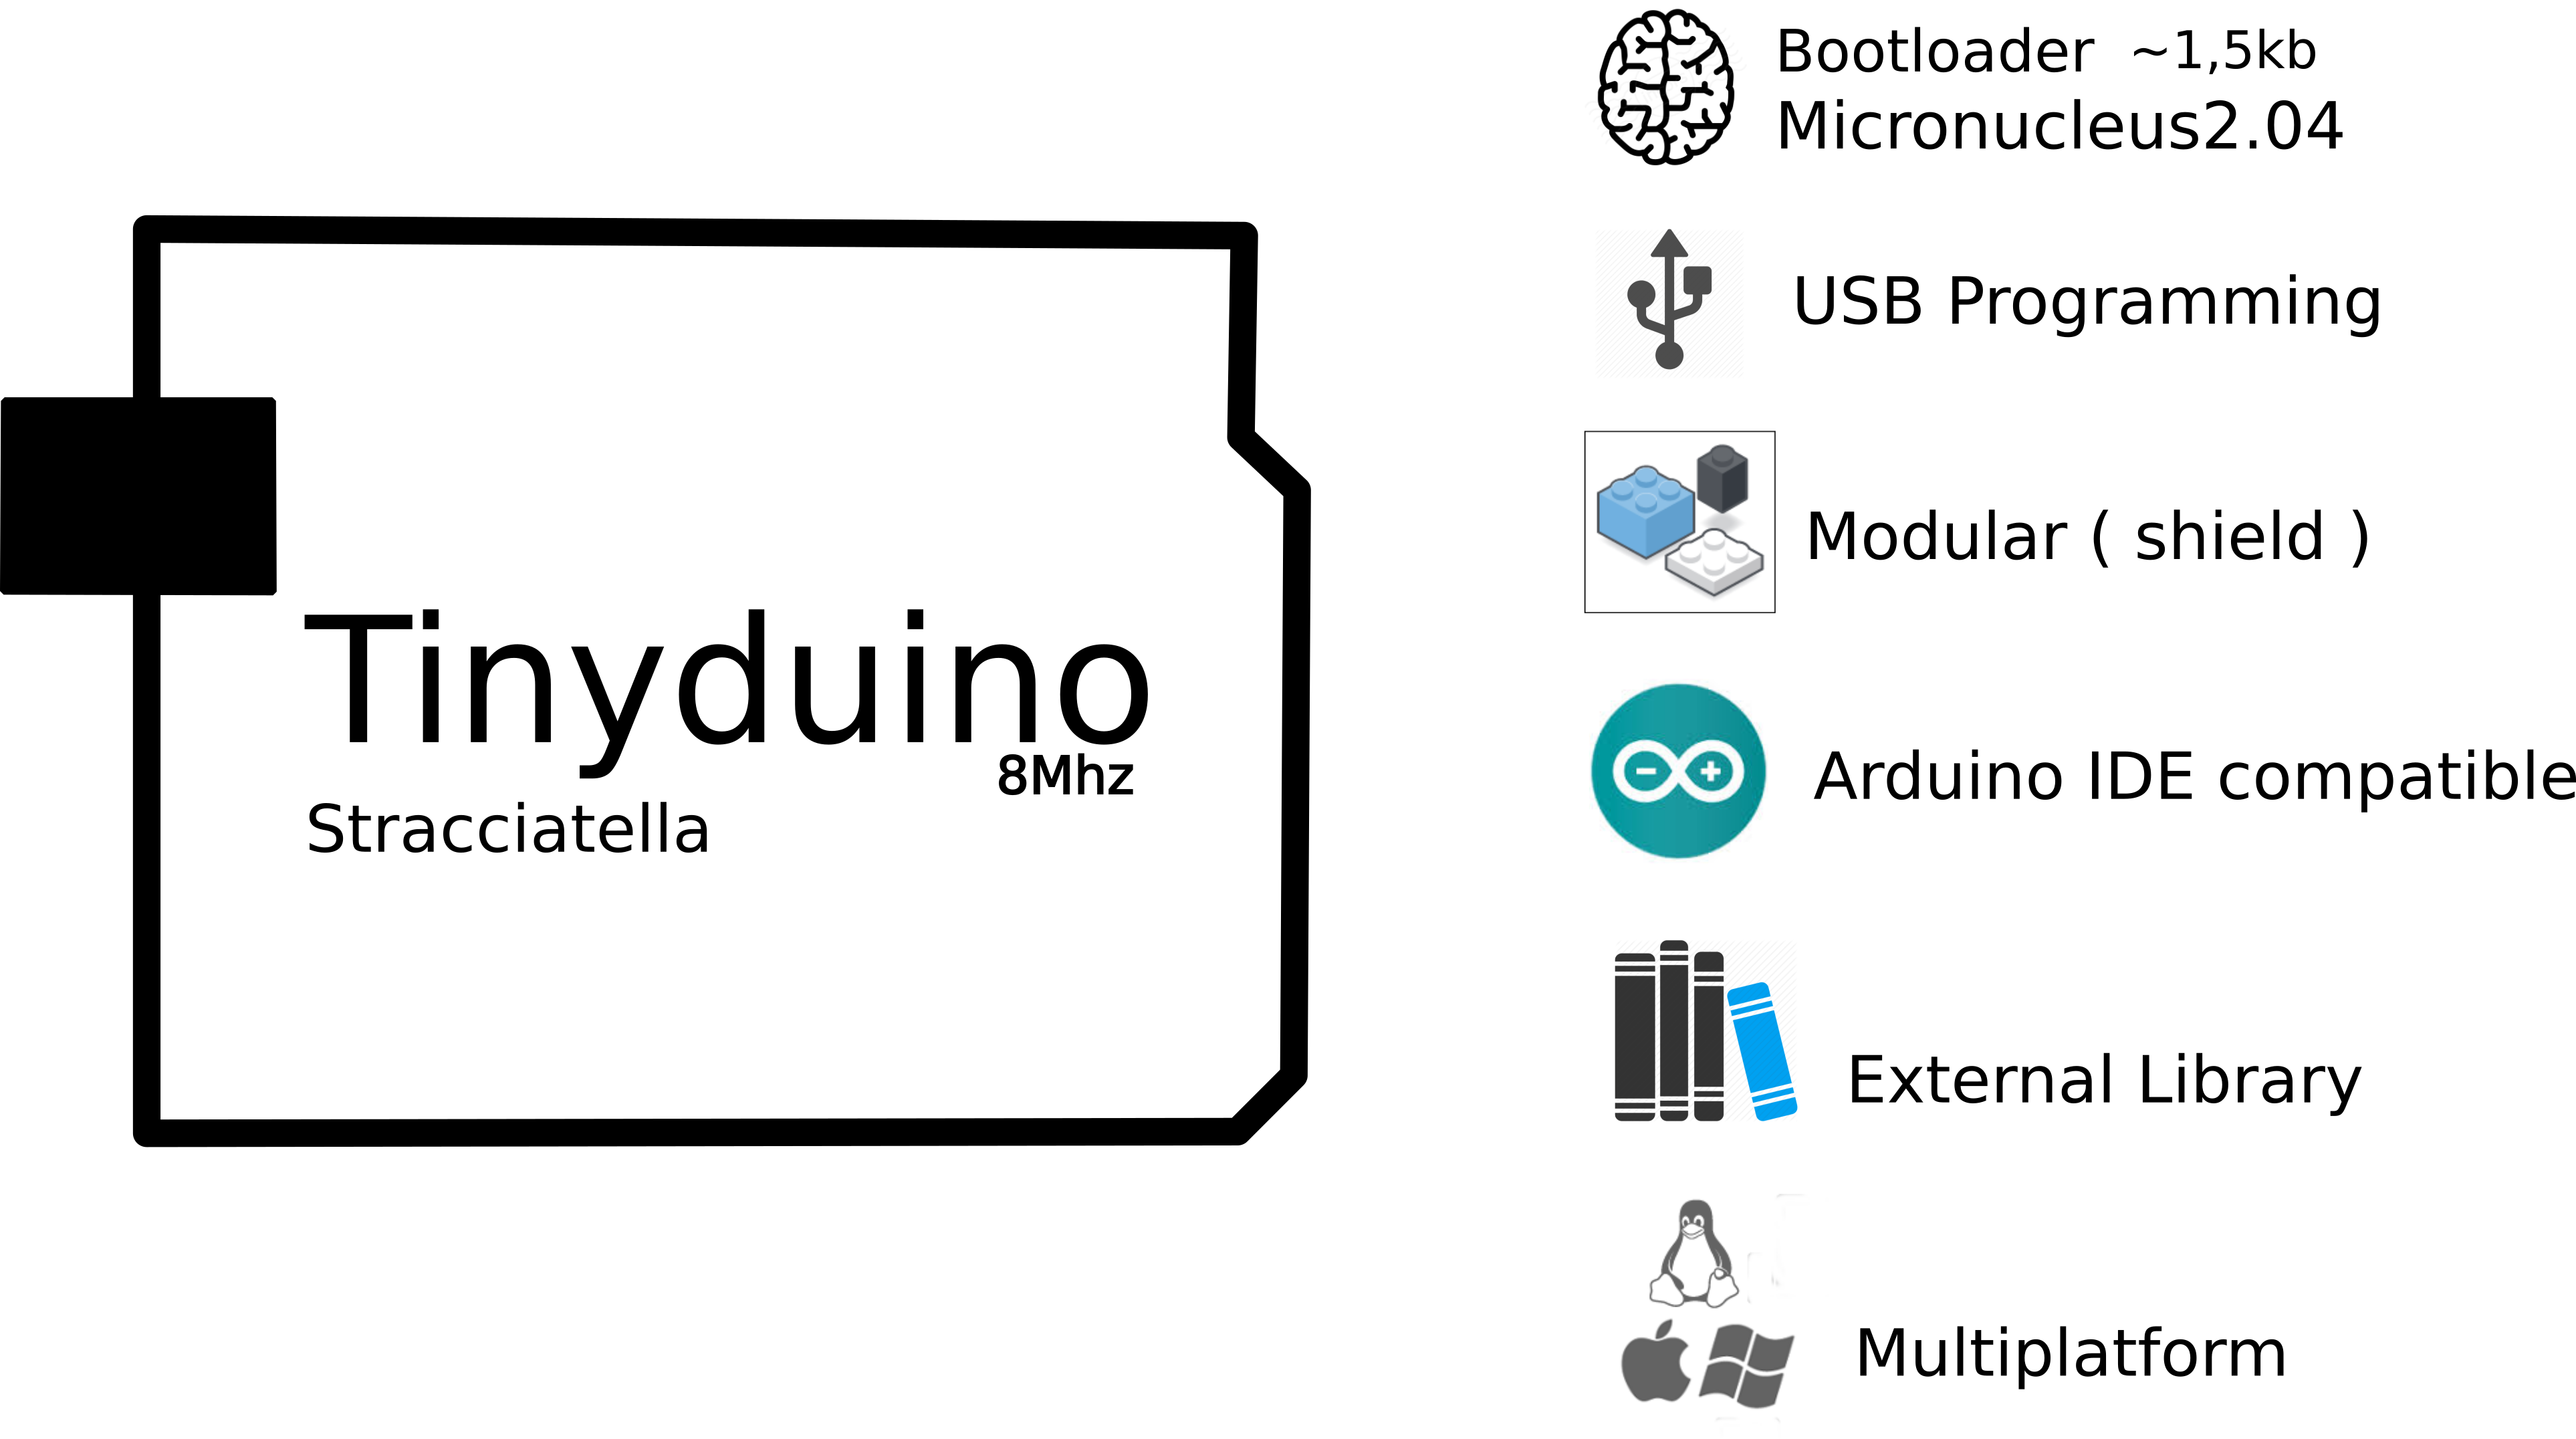 Tinyduino
8Mhz
Stracciatella
Bootloader ~1,5kb
Micronucleus2.04
USB Programming
Modular ( shield )
Arduino IDE compatible
External Library
Multiplatform